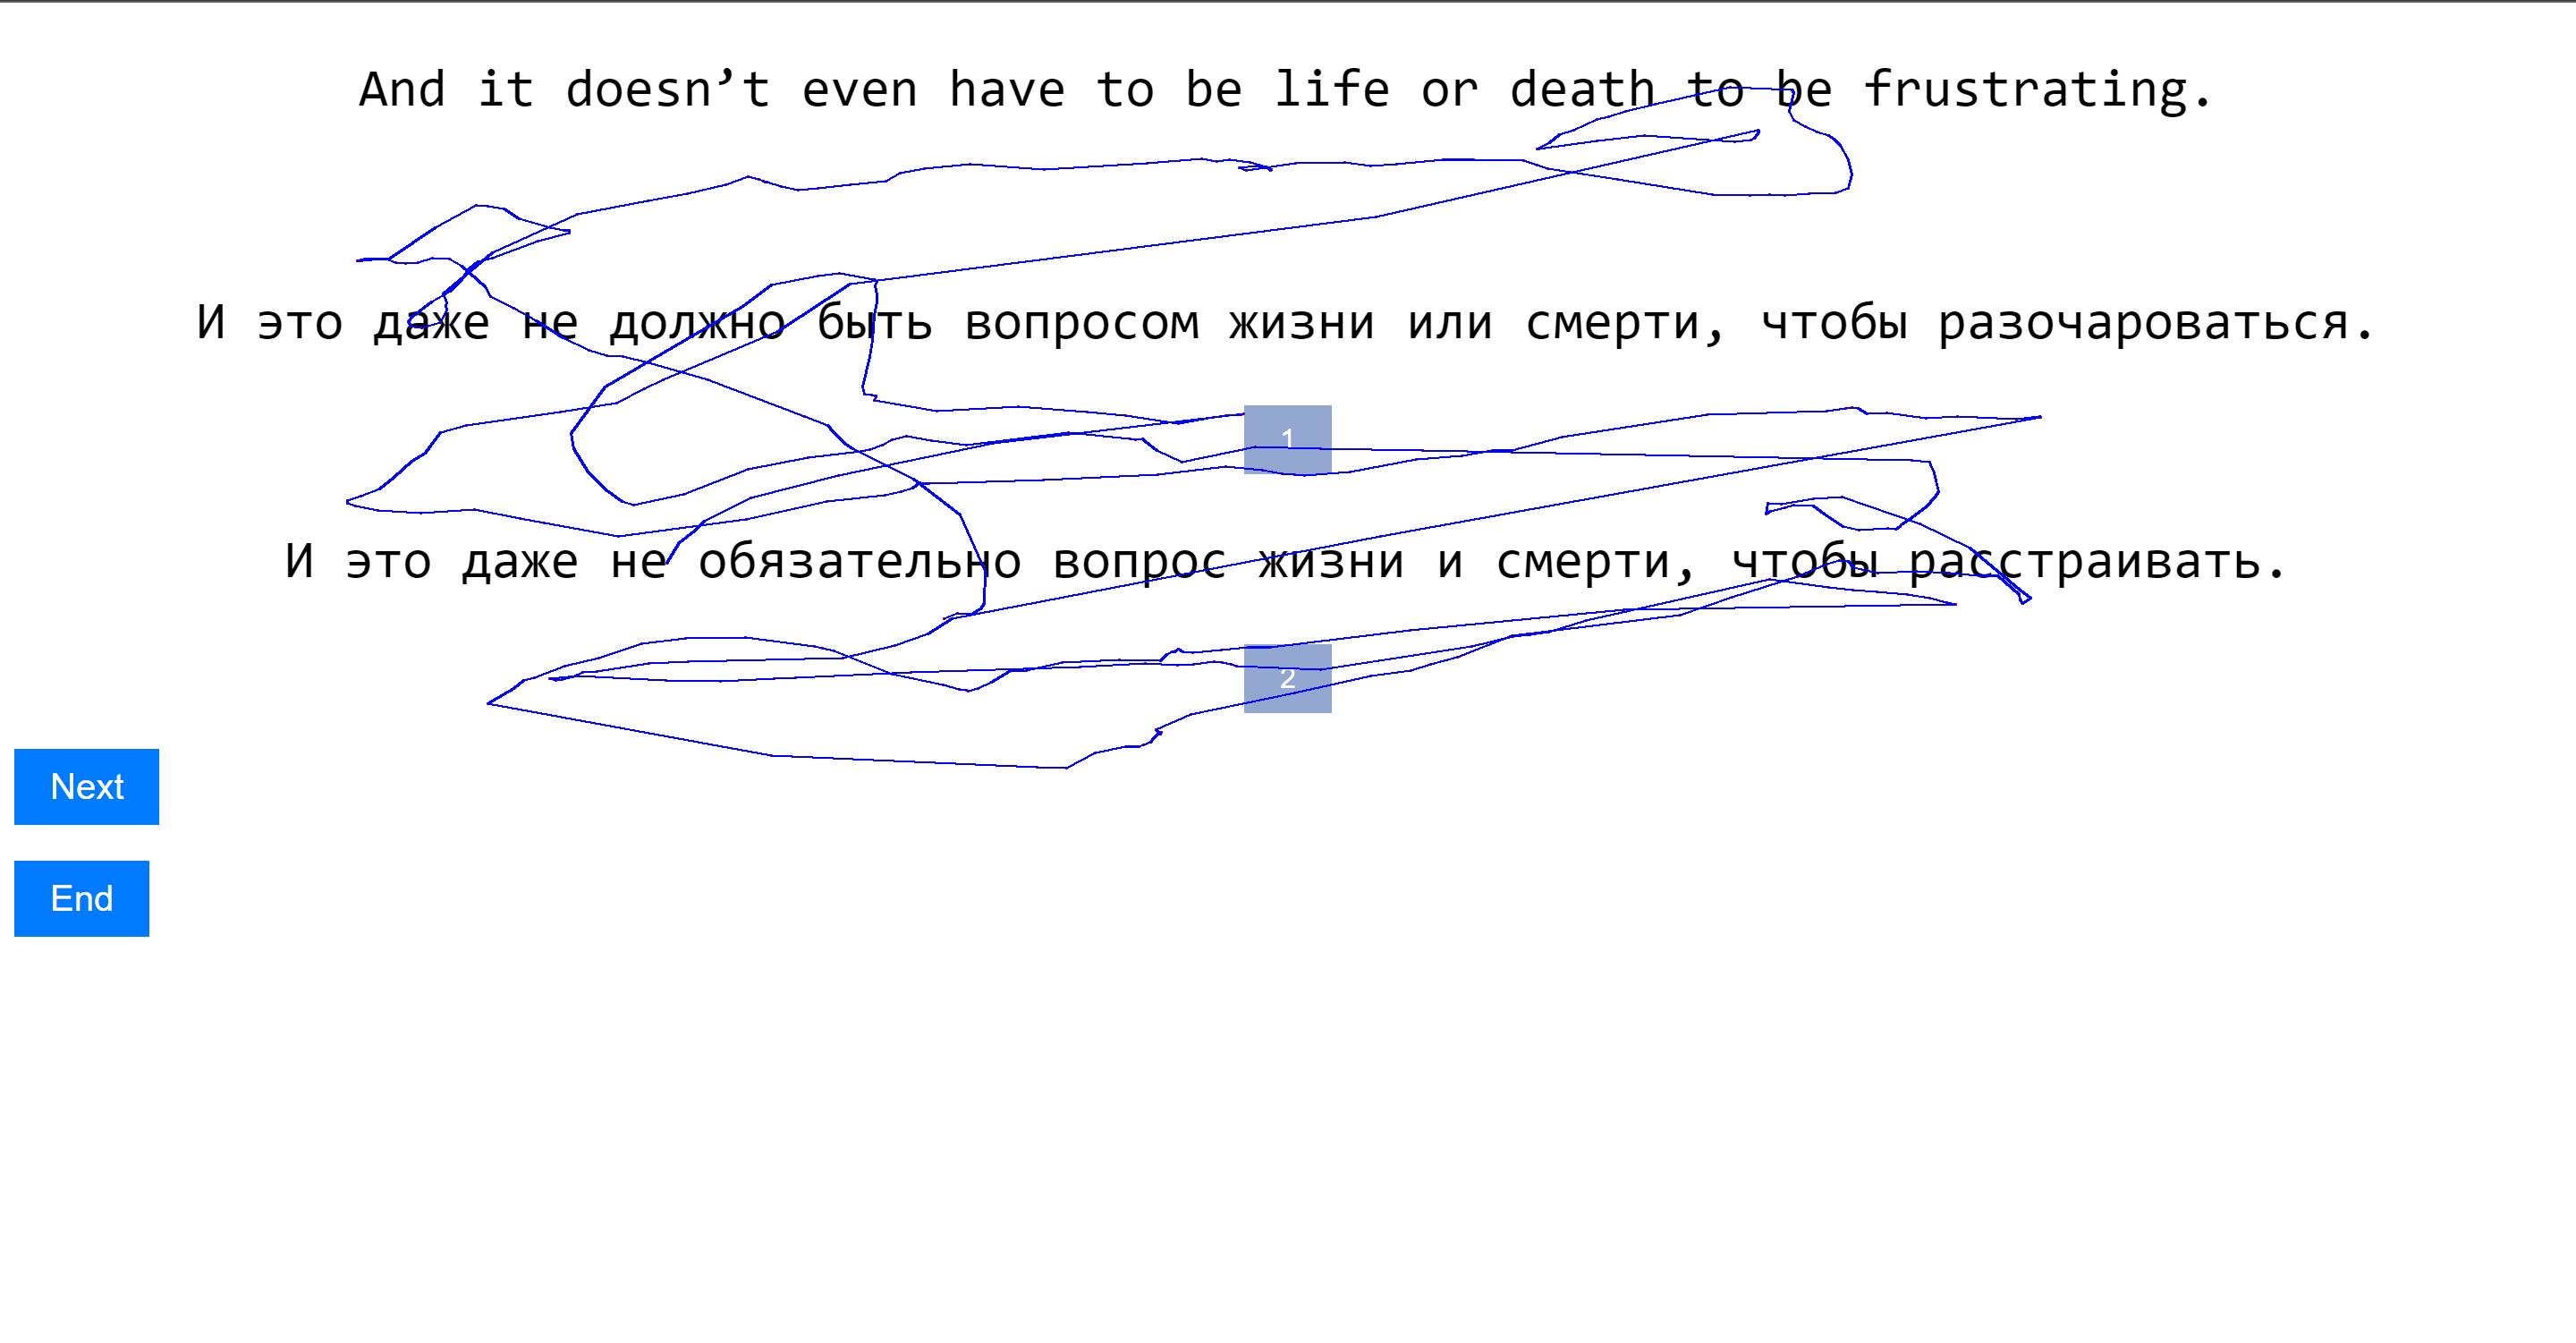 And it doesn’t even have to be life or death to be frustrating.
И это даже не должно быть вопросом жизни или смерти, чтобы разочароваться.
1
И это даже не обязательно вопрос жизни и смерти, чтобы расстраивать.
2
Next
End